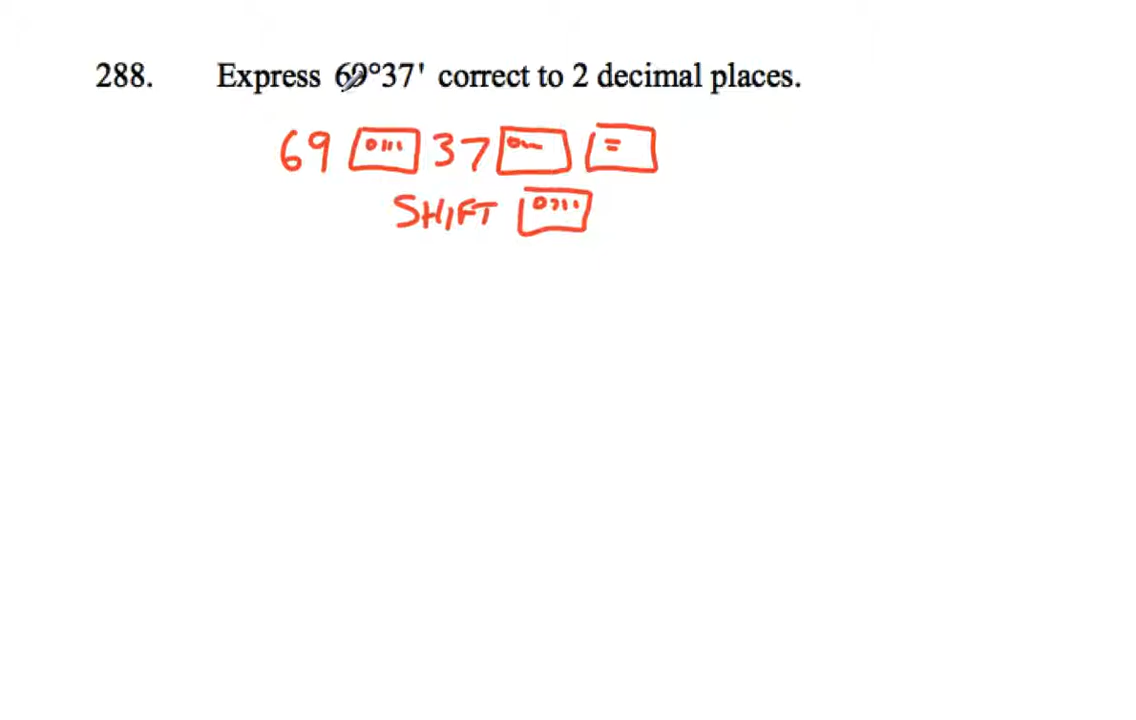 288. Express 69°37' correct to 2 decimal places.
69 37 =
SHIFT